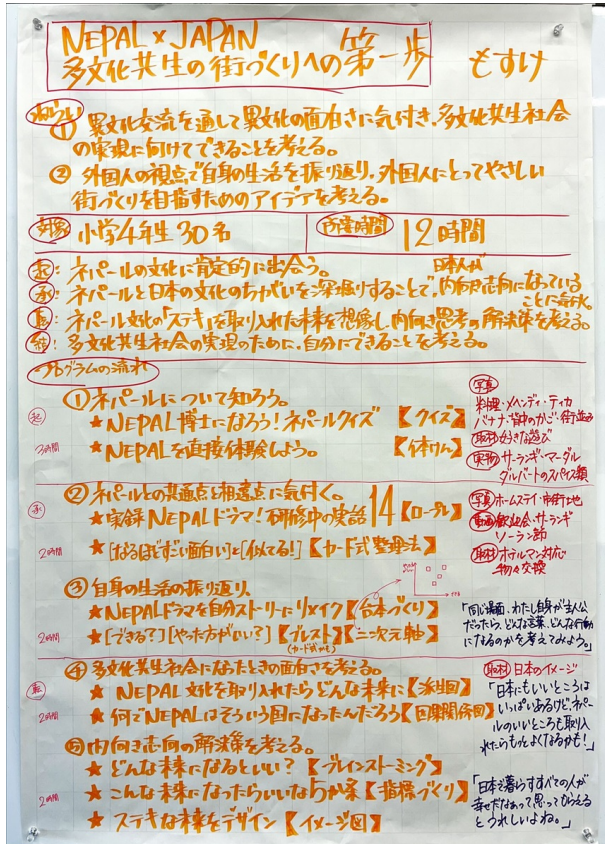 NEPAL × JAPAN
多文化共生の街づくりへの第一歩 もすけ
ねらい
① 異文化交流を通して異文化の面白さに気付き、多文化共生社会
の実現に向けてできることを考える。
② 外国人の視点で自身の生活を振り返り、外国人にとってやさしい
街づくりを目指すためのアイデアを考える。
対象 小学4年生30名 所要時間 12時間
起:ネパールの文化に肯定的に出会う。
日本人が
承:ネパールと日本の文化のちがいを深掘りすることで、内向き志向になっている
ことに気付く。
転:ネパール文化の「ステキ」を取り入れた未来を想像し、内向き思考の解決策を考える。
結:多文化共生社会の実現のために、自分にできることを考える。
プログラムの流れ
起
3時間
① ネパールについて知ろう。
★ NEPAL博士になろう!ネパールクイズ 【クイズ】
★ NEPALを直接体験しよう。 【体けん】
写真
料理・メンディ・ティカ
バナナ・背中のかご・街並み
取材 好きな遊び
実物 サーランギ・マーダル
ダルバートのスパイス類
承
2時間
② ネパールとの共通点と相違点に気付く。
★ 実録NEPALドラマ!研修中の実話14【ロープレ】
★ [なるほどすごい面白い]と[似てる!]【カード式整理法】
写真 ホームステイ・市街地
動画 歓迎会・サーランギ
ソーラン節
取材 ホテルマン対応
物々交換
2時間
③ 自身の生活の振り返り、
★ NEPALドラマを自分ストーリーにリメイク【台本づくり】
★ [できる?][やった方がいい?]【ブレスト】【二次元軸】
(カード式かも)
「同じ場面、わたし自身が主人公
だったら、どんな言葉、どんな行動
になるのかを考えてみよう。」
転
2時間
④ 多文化共生社会になったときの面白さを考える。
★ NEPAL文化を取り入れたらどんな未来に【派生図】
★ 何でNEPALはそういう国になったんだろう【因果関係図】
取材 日本のイメージ
「日本にもいいところは
いっぱいあるけど、ネパー
ルのいいところも取り入
れたらもっとよくなるかも!」
2時間
⑤ 内向き志向の解決策を考える。
★ どんな未来になるといい?【ブレインストーミング】
★ こんな未来になったらいいな5か条【指標づくり】
★ ステキな未来をデザイン【イメージ図】
「日本で暮らすすべての人が
幸せだなぁって思ってもらえる
とうれしいよね。」